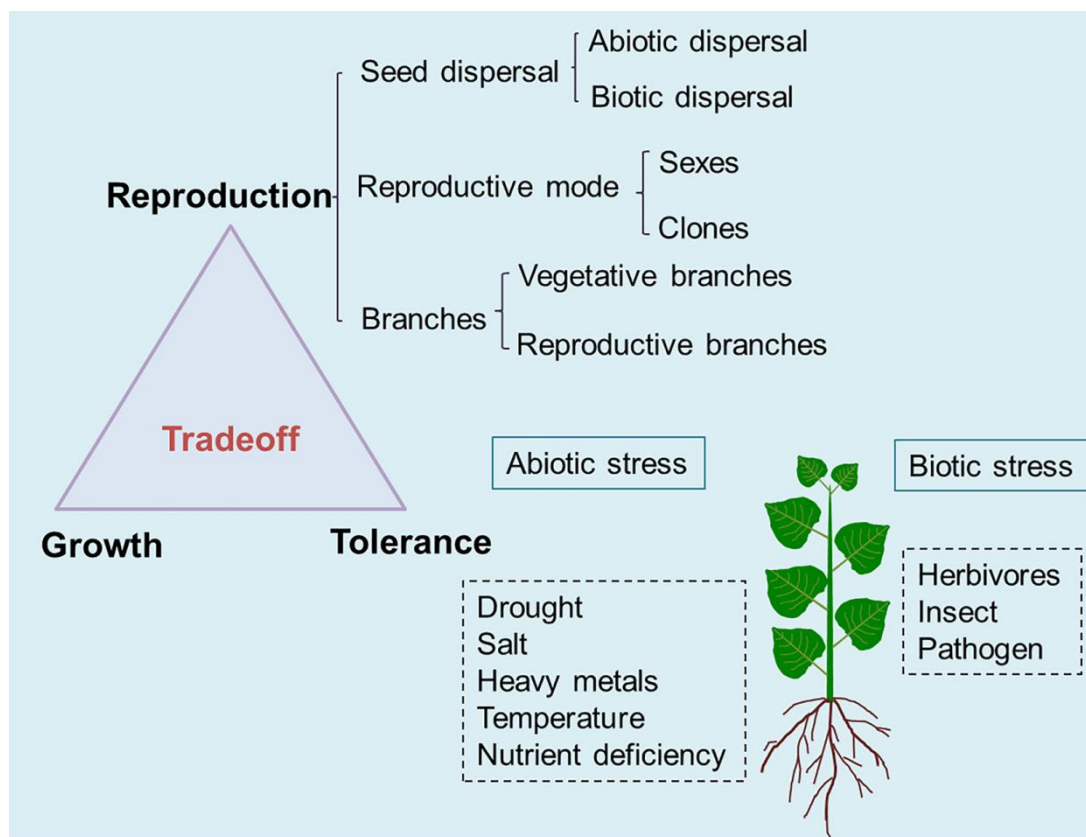 Abiotic dispersal
Seed dispersal
Biotic dispersal
Reproduction
Sexes
Reproductive mode
Clones
Vegetative branches
Branches
Reproductive branches
Tradeoff
Growth
Tolerance
Abiotic stress
Drought
Salt
Heavy metals
Temperature
Nutrient deficiency
Biotic stress
Herbivores
Insect
Pathogen